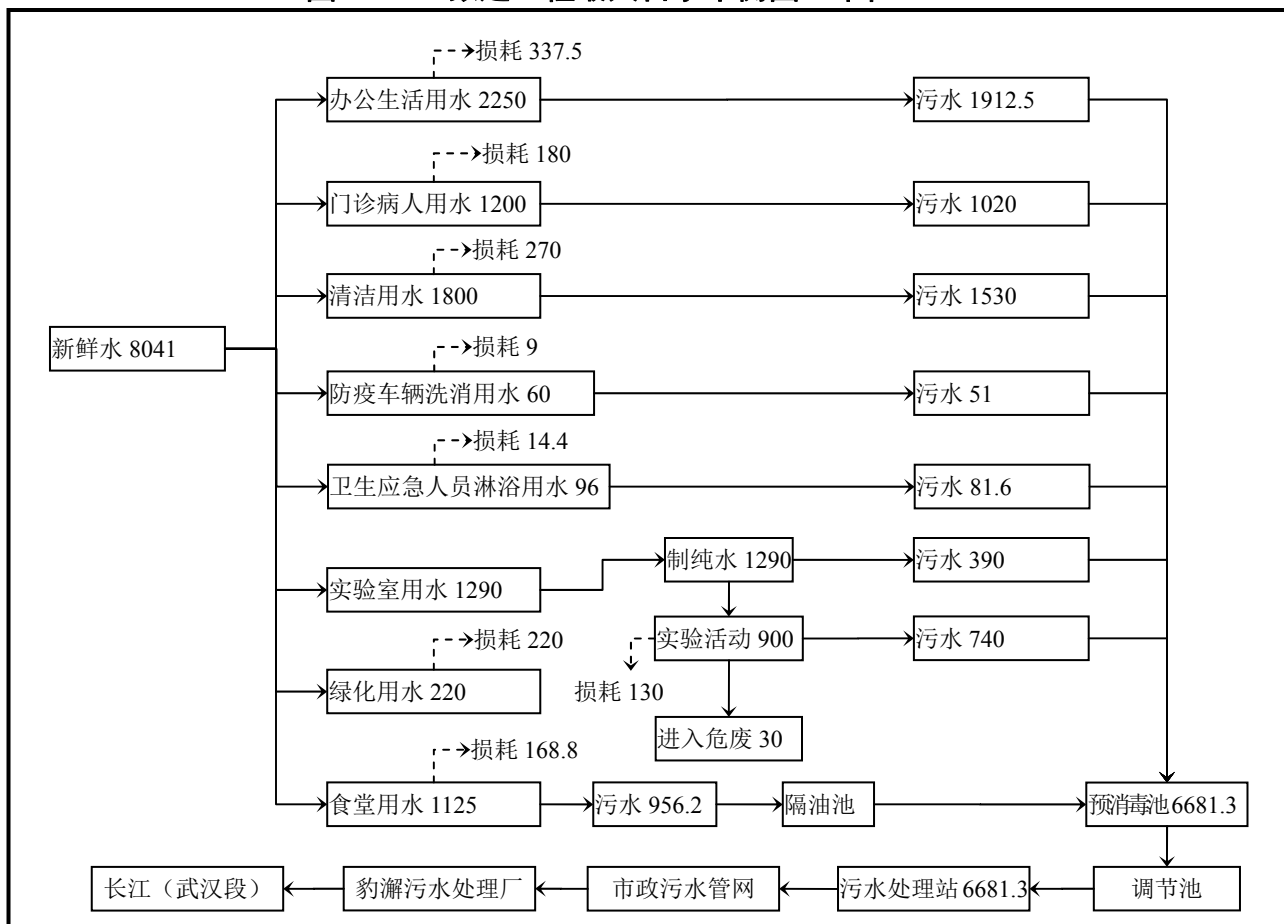 损耗 337.5
办公生活用水 2250
污水 1912.5
损耗 180
门诊病人用水 1200
污水 1020
损耗 270
清洁用水 1800
污水 1530
新鲜水 8041
损耗 9
防疫车辆洗消用水 60
污水 51
损耗 14.4
卫生应急人员淋浴用水 96
污水 81.6
实验室用水 1290
制纯水 1290
污水 390
实验活动 900
污水 740
损耗 130
进入危废 30
损耗 220
绿化用水 220
损耗 168.8
食堂用水 1125
污水 956.2
隔油池
预消毒池 6681.3
长江（武汉段）
豹澥污水处理厂
市政污水管网
污水处理站 6681.3
调节池